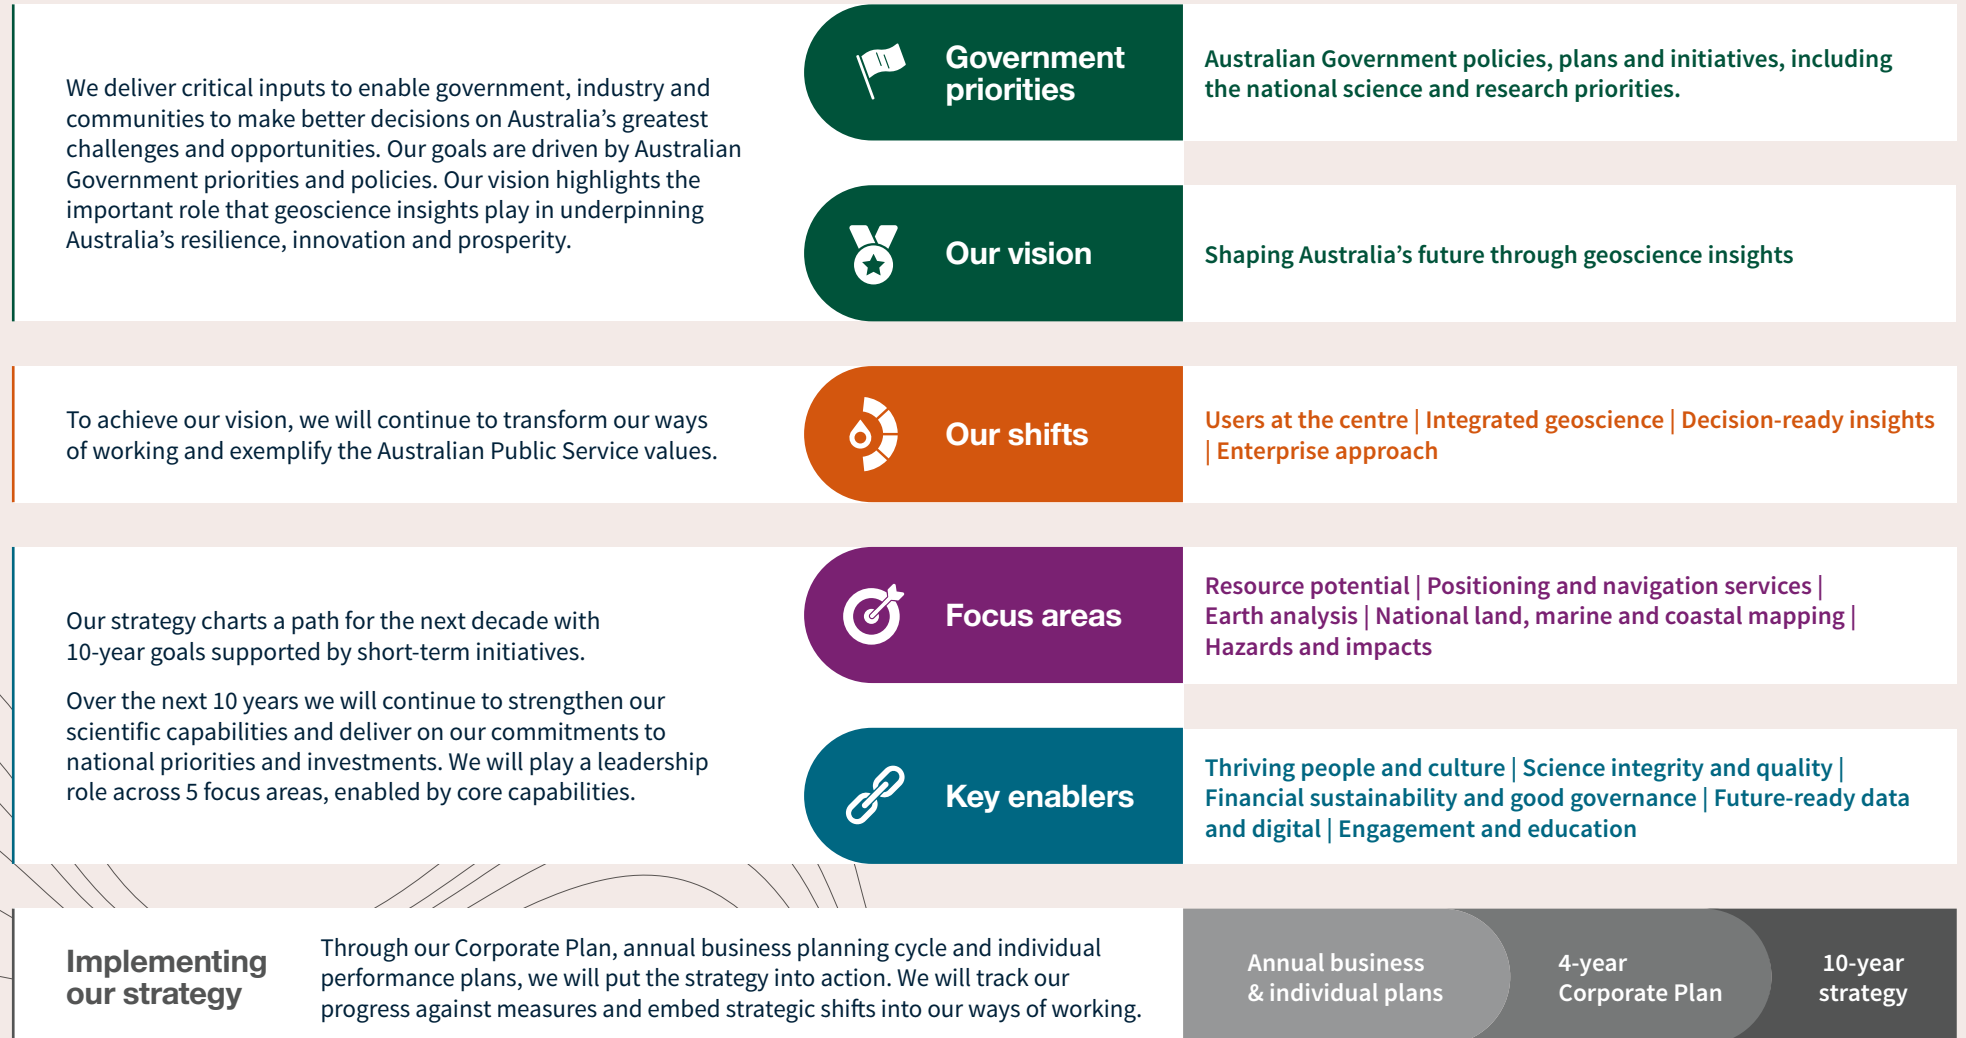 We deliver critical inputs to enable government, industry and
communities to make better decisions on Australia’s greatest
challenges and opportunities. Our goals are driven by Australian
Government priorities and policies. Our vision highlights the
important role that geoscience insights play in underpinning
Australia’s resilience, innovation and prosperity.
Government
priorities
Australian Government policies, plans and initiatives, including
the national science and research priorities.
Our vision
Shaping Australia’s future through geoscience insights
To achieve our vision, we will continue to transform our ways
of working and exemplify the Australian Public Service values.
Our shifts
Users at the centre | Integrated geoscience | Decision-ready insights
| Enterprise approach
Our strategy charts a path for the next decade with
10-year goals supported by short-term initiatives.
Over the next 10 years we will continue to strengthen our
scientific capabilities and deliver on our commitments to
national priorities and investments. We will play a leadership
role across 5 focus areas, enabled by core capabilities.
Focus areas
Resource potential | Positioning and navigation services |
Earth analysis | National land, marine and coastal mapping |
Hazards and impacts
Key enablers
Thriving people and culture | Science integrity and quality |
Financial sustainability and good governance | Future-ready data
and digital | Engagement and education
Implementing
our strategy
Through our Corporate Plan, annual business planning cycle and individual
performance plans, we will put the strategy into action. We will track our
progress against measures and embed strategic shifts into our ways of working.
Annual business
& individual plans
4-year
Corporate Plan
10-year
strategy